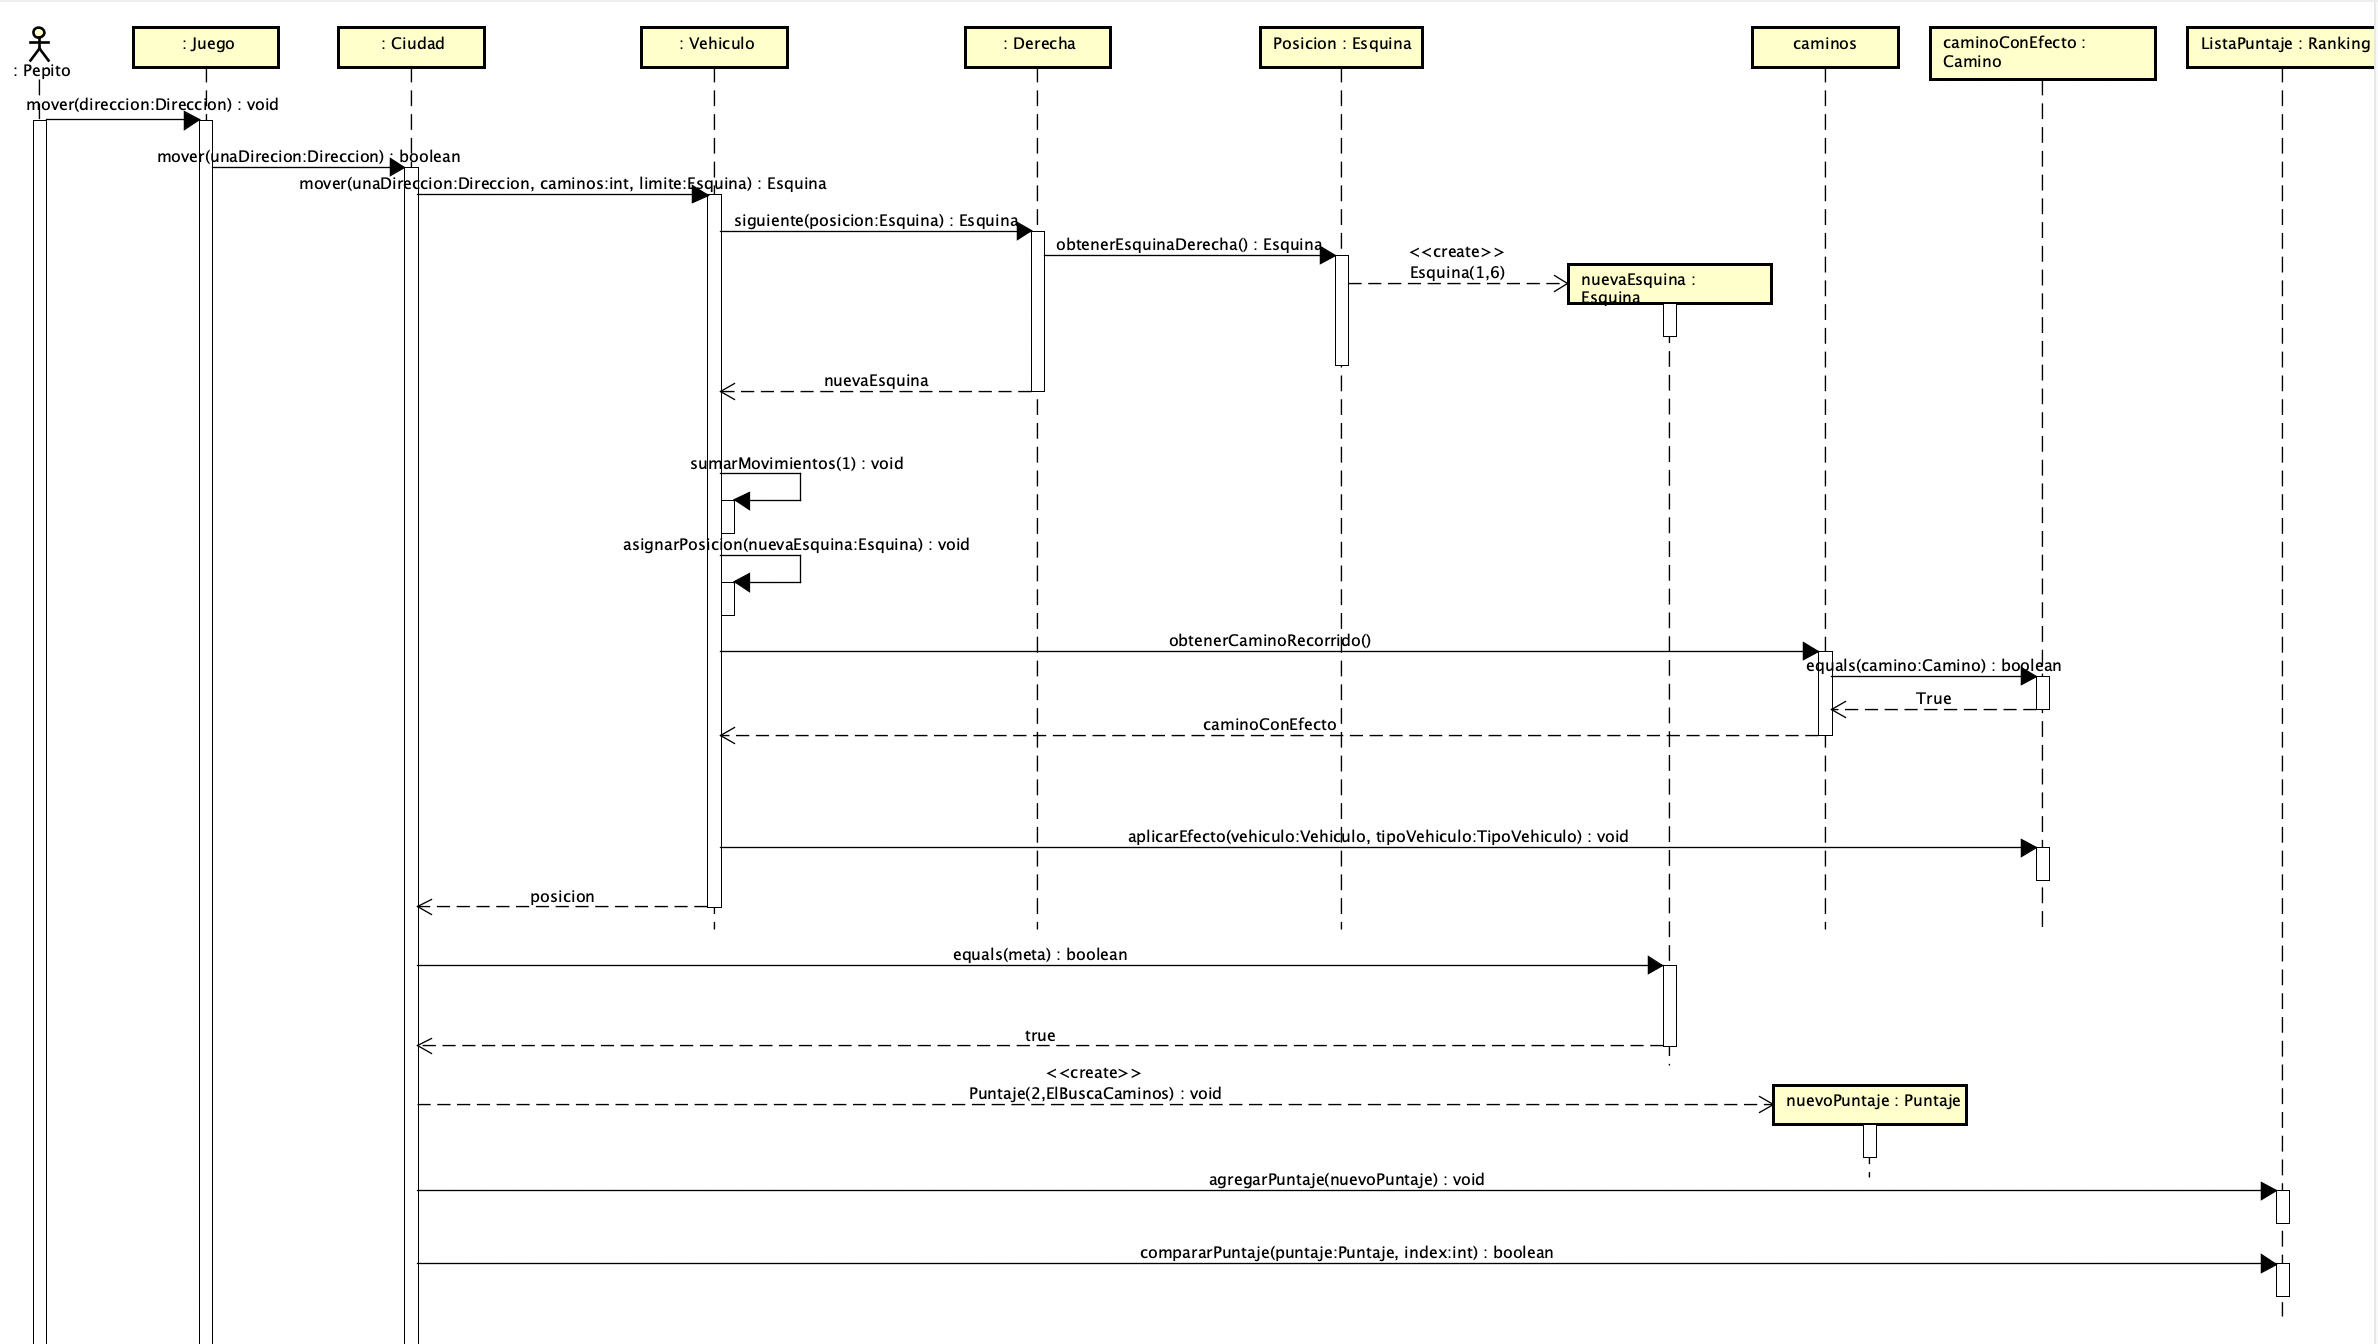 : Pepito
: Juego
: Ciudad
: Vehiculo
: Derecha
Posicion : Esquina
caminos
caminoConEfecto :
Camino
ListaPuntaje : Ranking
mover(direccion:Direccion) : void
mover(unaDirecion:Direccion) : boolean
mover(unaDireccion:Direccion, caminos:int, limite:Esquina) : Esquina
siguiente(posicion:Esquina) : Esquina
obtenerEsquinaDerecha() : Esquina
<<create>>
Esquina(1,6)
nuevaEsquina :
Esquina
nuevaEsquina
sumarMovimientos(1) : void
asignarPosicion(nuevaEsquina:Esquina) : void
obtenerCaminoRecorrido()
equals(camino:Camino) : boolean
True
caminoConEfecto
aplicarEfecto(vehiculo:Vehiculo, tipoVehiculo:TipoVehiculo) : void
posicion
equals(meta) : boolean
true
<<create>>
Puntaje(2,ElBuscaCaminos) : void
nuevoPuntaje : Puntaje
agregarPuntaje(nuevoPuntaje) : void
compararPuntaje(puntaje:Puntaje, index:int) : boolean